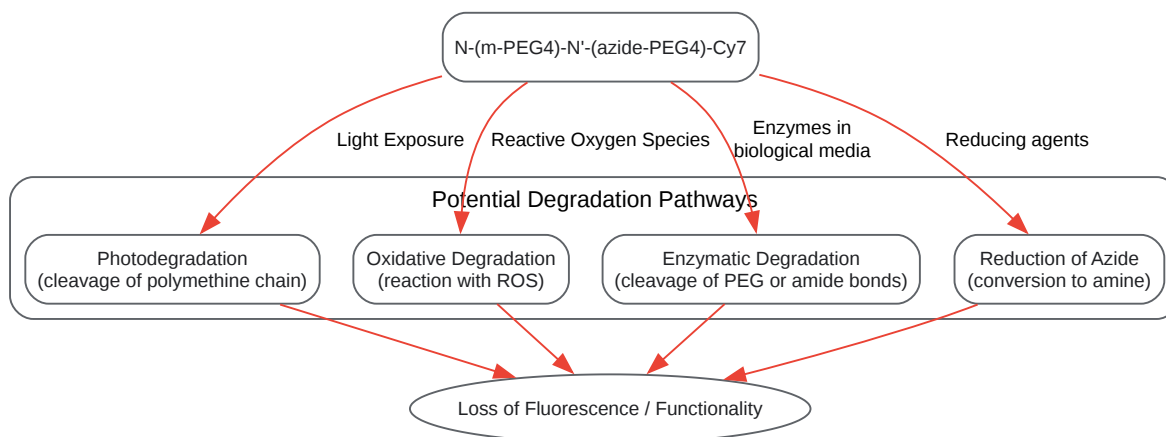 N-(m-PEG4)-N'-(azide-PEG4)-Cy7
Light Exposure
Reactive Oxygen Species
Enzymes in
biological media
Reducing agents
Potential Degradation Pathways
Photodegradation
(cleavage of polymethine chain)
Oxidative Degradation
(reaction with ROS)
Enzymatic Degradation
(cleavage of PEG or amide bonds)
Reduction of Azide
(conversion to amine)
Loss of Fluorescence / Functionality